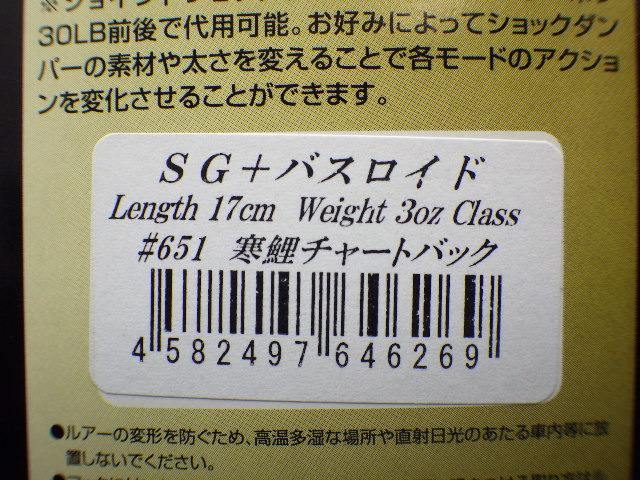 30LB前後で代用可能。お好みによってショックダン
パーの素材や太さを変えることで各モードのアクショ
ンを変化させることができます。
SG+バスロイド
Length 17cm Weight 3oz Class
#651 寒鯉チャートバック
4 582497 646269
●ルアーの変形を防ぐため、高温多湿な場所や直射日光のあたる車内等に放
置しないでください。